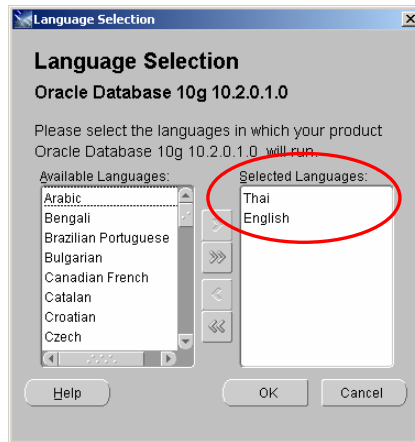 Language Selection
Language Selection
Oracle Database 10g 10.2.0.1.0
Please select the languages in which your product
Oracle Database 10g 10.2.0.1.0 will run.
Available Languages:
Arabic
Bengali
Brazilian Portuguese
Bulgarian
Canadian French
Catalan
Croatian
Czech
Selected Languages:
Thai
English
Help
OK
Cancel